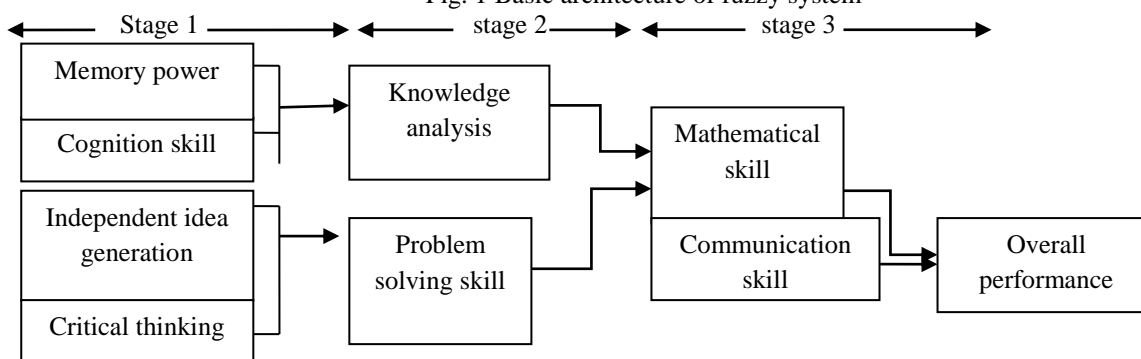 Fig. 1 Basic architecture of fuzzy system
Stage 1
stage 2
stage 3
Memory power
Cognition skill
Independent idea
generation
Critical thinking
Knowledge
analysis
Problem
solving skill
Mathematical
skill
Communication
skill
Overall
performance